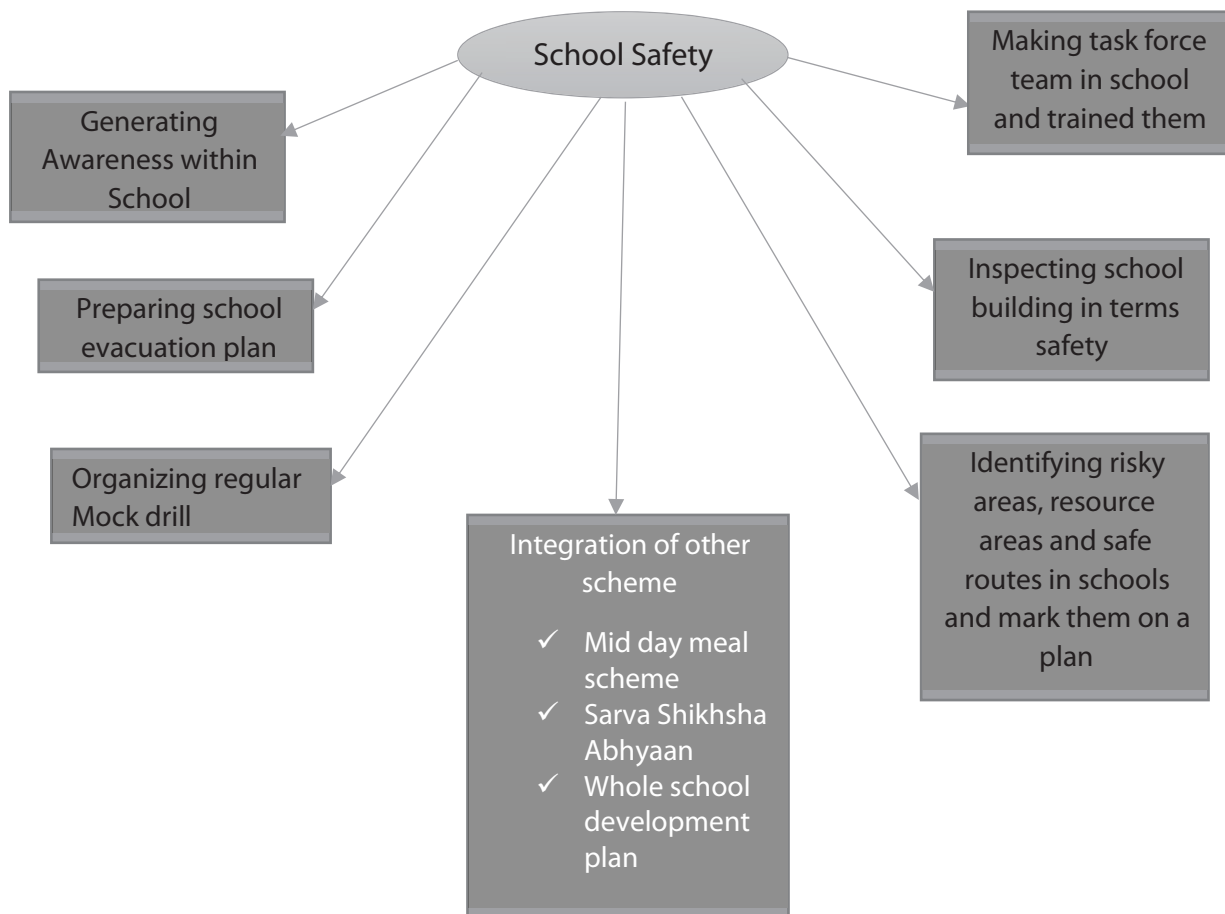 School Safety
Making task force
team in school
and trained them
Generating
Awareness within
School
Inspecting school
building in terms
safety
Preparing school
evacuation plan
Identifying risky
areas, resource
areas and safe
routes in schools
and mark them on a
plan
Organizing regular
Mock drill
Integration of other
scheme
✓ Mid day meal
scheme
✓ Sarva Shikhsha
Abhyaan
✓ Whole school
development
plan